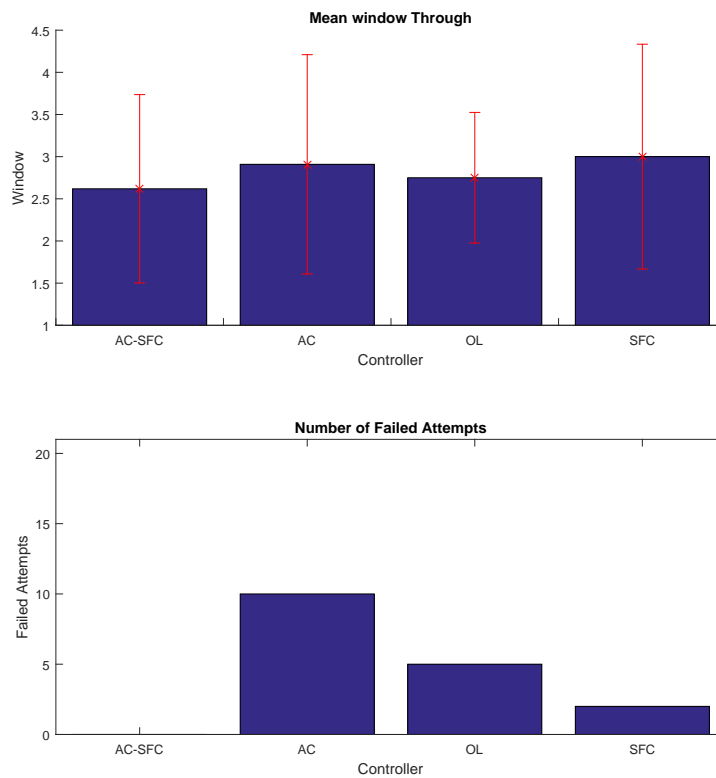 Mean window Through
4.5
4
3.5
3
2.5
2
1.5
1
Window
AC-SFC AC OL SFC
Controller
Number of Failed Attempts
20
15
10
5
0
Failed Attempts
AC-SFC AC OL SFC
Controller